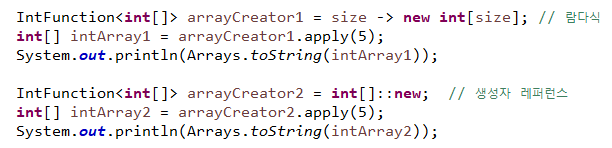 IntFunction<int[]> arrayCreator1 = size -> new int[size]; // 람다식
int[] intArray1 = arrayCreator1.apply(5);
System.out.println(Arrays.toString(intArray1));
IntFunction<int[]> arrayCreator2 = int[]::new;  // 생성자 레퍼런스
int[] intArray2 = arrayCreator2.apply(5);
System.out.println(Arrays.toString(intArray2));